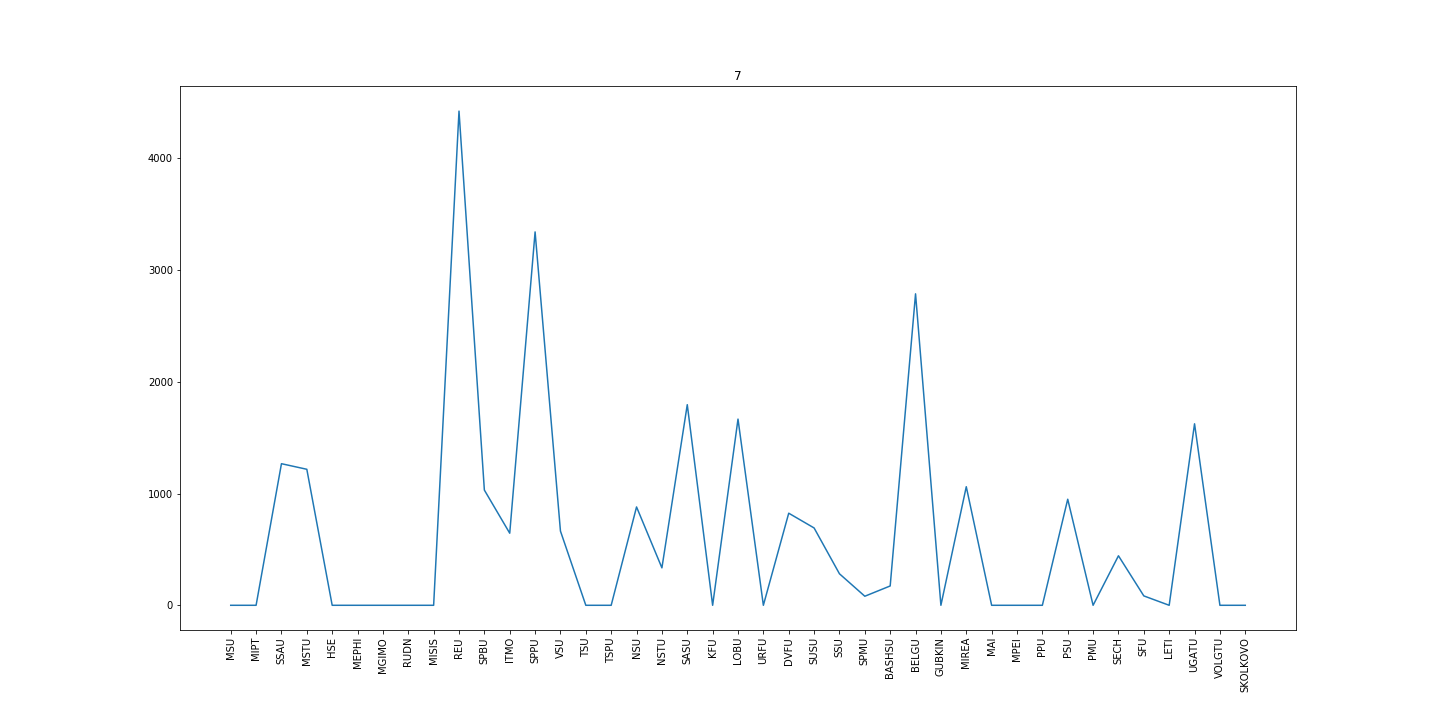 7
4000
3000
2000
1000
0
MSU
MIPT
SSAU
MSTU
HSE
MEPHI
MGIMO
RUDN
MISIS
REU
SPBU
ITMO
SPPU
VSU
TSU
TSPU
NSU
NSTU
SASU
KFU
LOBU
URFU
DVFU
SUSU
SSU
SPMU
BASHSU
BELGU
GUBKIN
MIREA
MAI
MPEI
PPU
PSU
PMU
SECH
SFU
LETI
UGATU
VOLGTU
SKOLKOVO